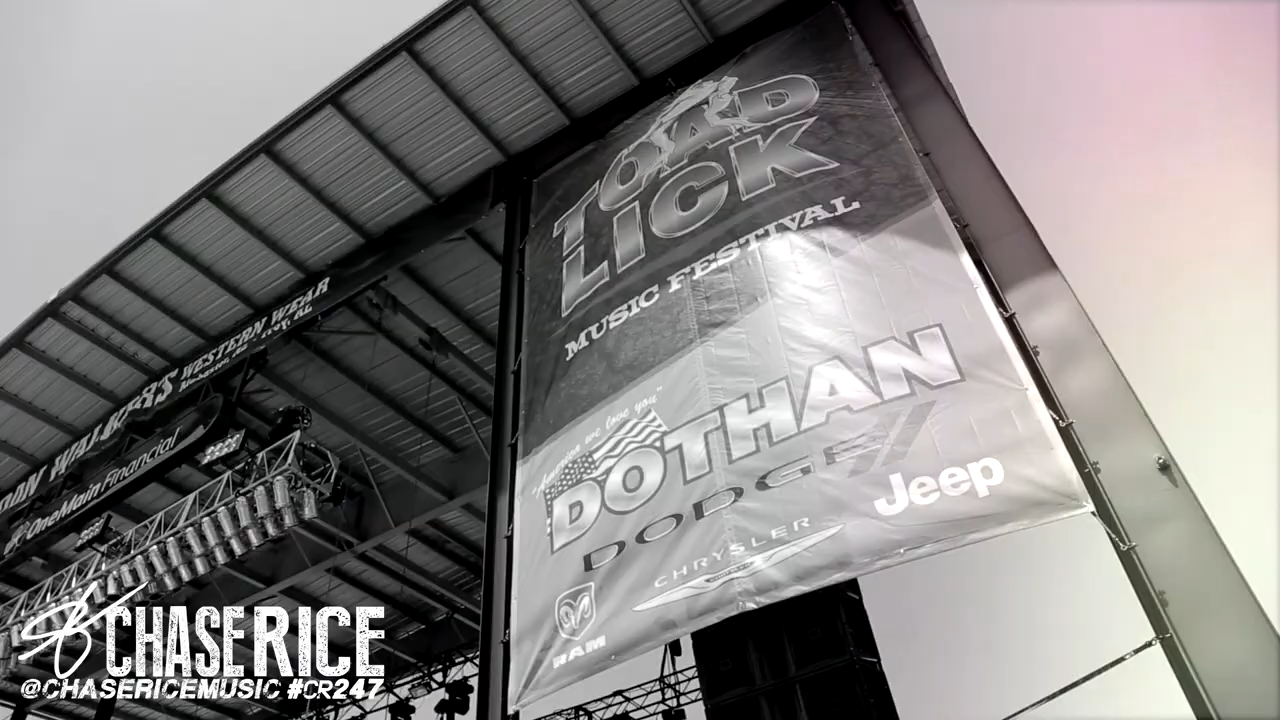 TOAD
LICK
MUSIC FESTIVAL
"America we love you"
DOTHAN
DODGE
Jeep
CHRYSLER
RAM
WESTERN WEAR
OneMain Financial
CHASE RICE
@CHASERICEMUSIC #CR247